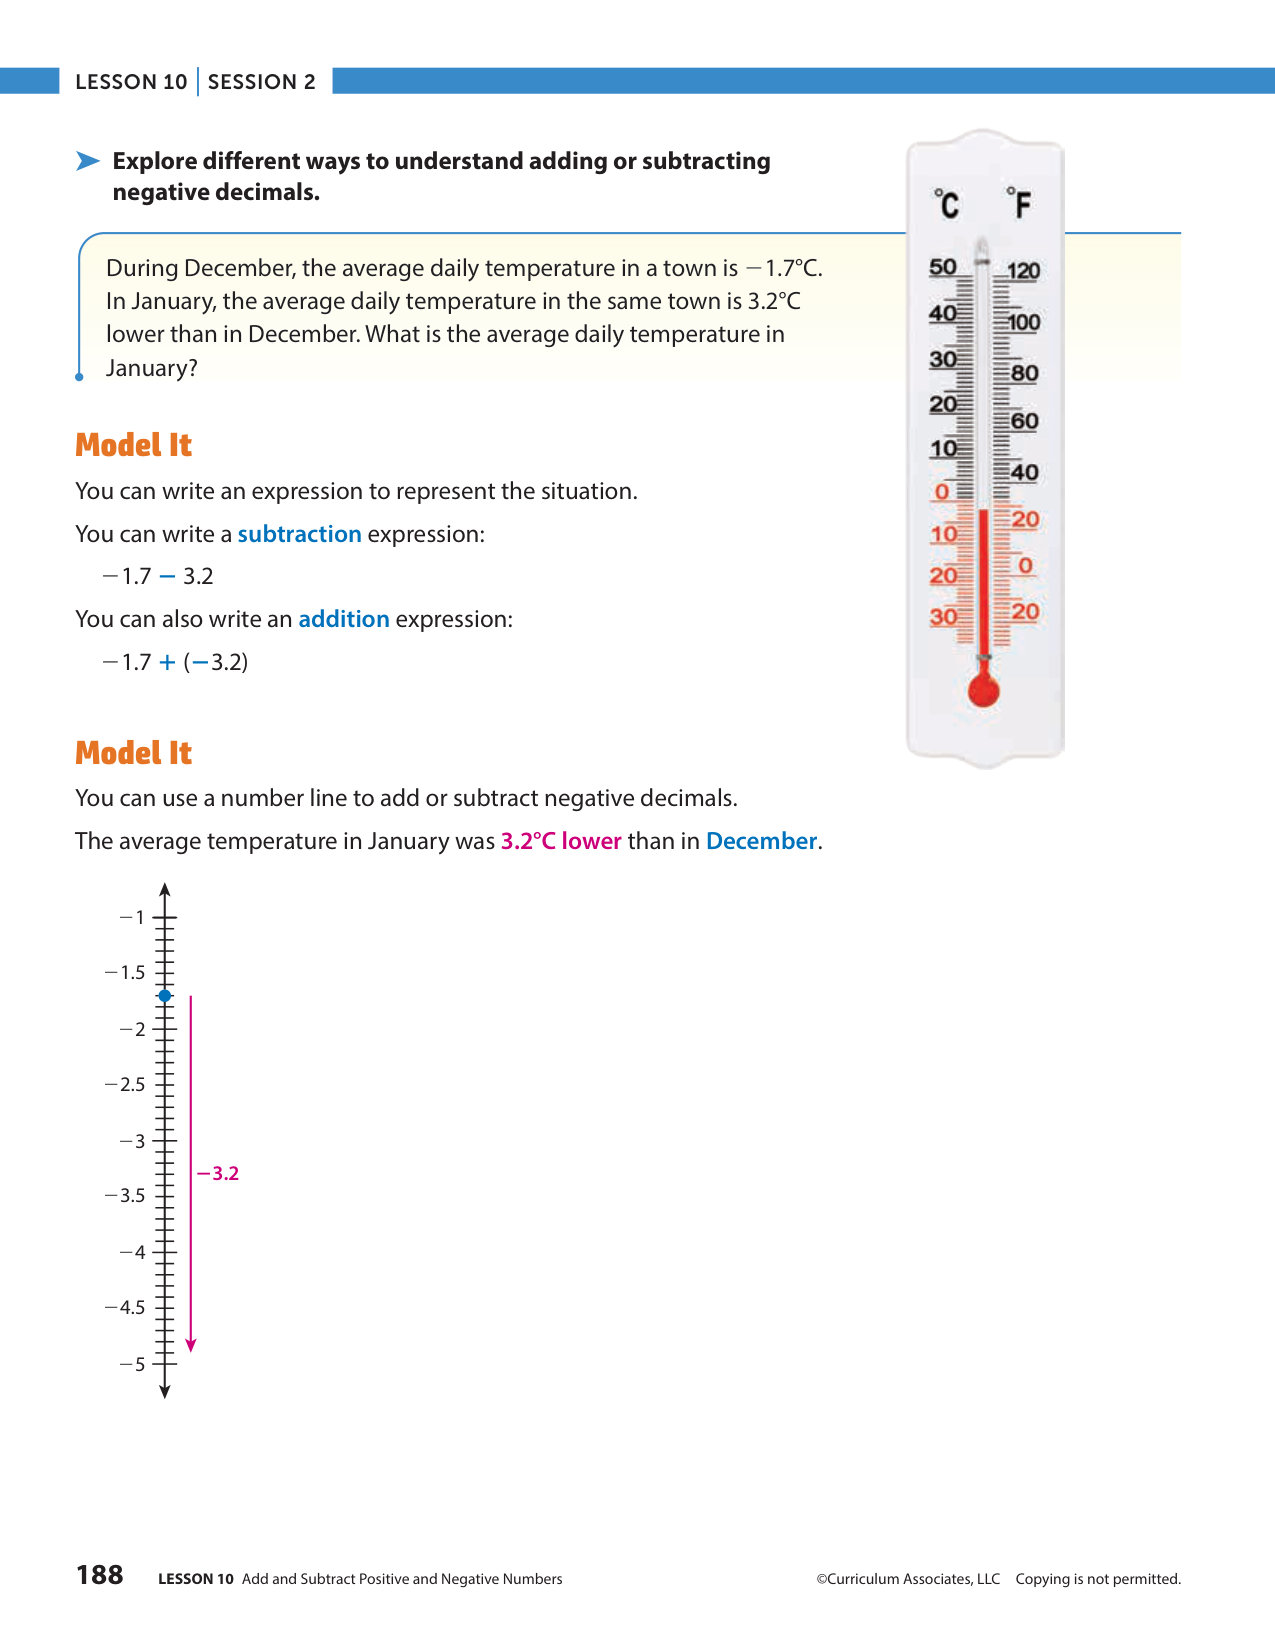 LESSON 10 | SESSION 2
➤ Explore different ways to understand adding or subtracting
negative decimals.
During December, the average daily temperature in a town is −1.7°C.
In January, the average daily temperature in the same town is 3.2°C
lower than in December. What is the average daily temperature in
January?
°C °F
50 120
40 100
30 80
20 60
10 40
0 20
10 0
20 20
30
Model It
You can write an expression to represent the situation.
You can write a subtraction expression:
−1.7 − 3.2
You can also write an addition expression:
−1.7 + (−3.2)
Model It
You can use a number line to add or subtract negative decimals.
The average temperature in January was 3.2°C lower than in December.
−1
−1.5
−2
−2.5
−3
−3.2
−3.5
−4
−4.5
−5
188 LESSON 10 Add and Subtract Positive and Negative Numbers ©Curriculum Associates, LLC Copying is not permitted.